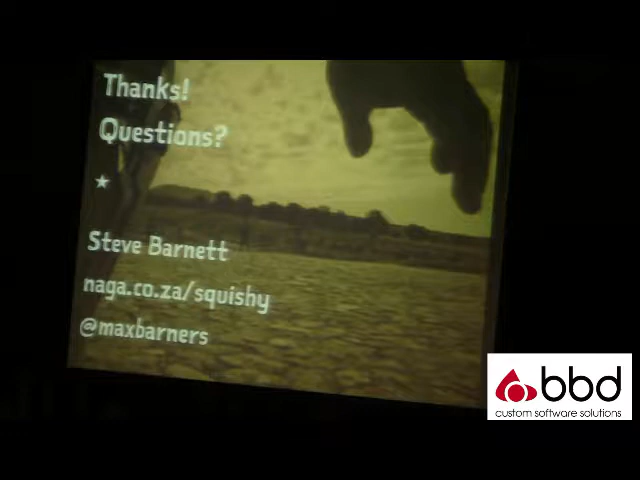 Thanks!
Questions?
Steve Barnett
naga.co.za/squishy
@maxbarners
bbd
custom software solutions